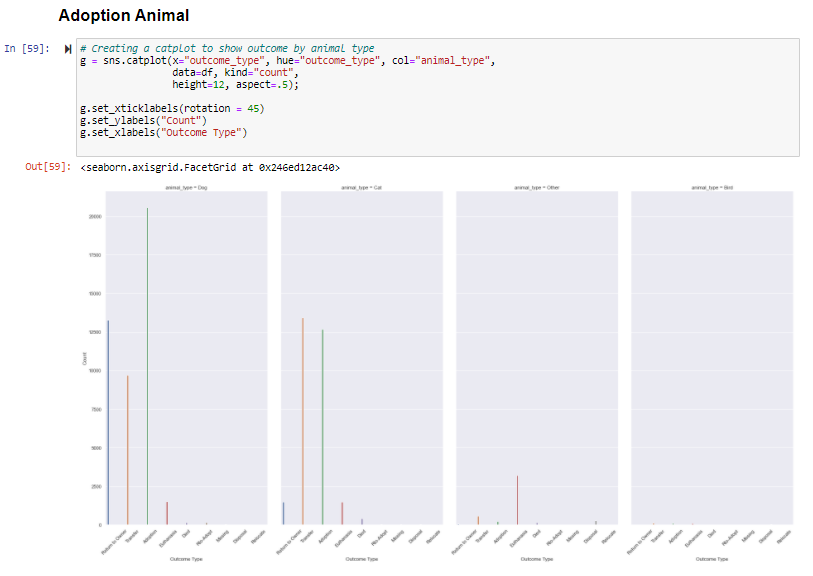 Adoption Animal
In [59]:
# Creating a catplot to show outcome by animal type
g = sns.catplot(x="outcome_type", hue="outcome_type", col="animal_type",
data=df, kind="count",
height=12, aspect=.5);
g.set_xticklabels(rotation = 45)
g.set_ylabels("Count")
g.set_xlabels("Outcome Type")
Out[59]: <seaborn.axisgrid.FacetGrid at 0x246ed12ac40>
animal_type = Dog
animal_type = Cat
animal_type = Other
animal_type = Bird
20000
17500
15000
12500
10000
7500
5000
2500
0
Count
Return to Owner
Transfer
Adoption
Euthanasia
Died
Rto-Adopt
Missing
Disposal
Relocate
Outcome Type
Return to Owner
Transfer
Adoption
Euthanasia
Died
Rto-Adopt
Missing
Disposal
Relocate
Outcome Type
Return to Owner
Transfer
Adoption
Euthanasia
Died
Rto-Adopt
Missing
Disposal
Relocate
Outcome Type
Return to Owner
Transfer
Adoption
Euthanasia
Died
Rto-Adopt
Missing
Disposal
Relocate
Outcome Type